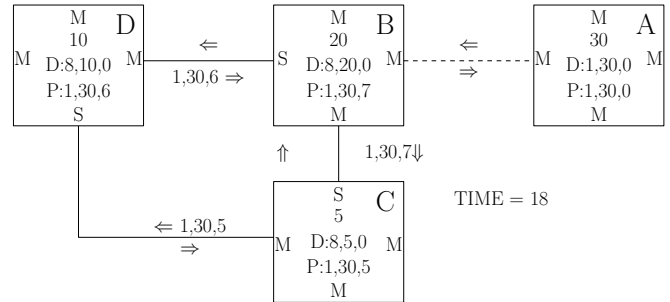 M
D
10
M
D:8,10,0
M
P:1,30,6
S
⇐
1,30,6 ⇒
M
B
20
S
D:8,20,0
M
P:1,30,7
M
⇐
⇒
M
A
30
M
D:1,30,0
M
P:1,30,0
M
⇑
1,30,7⇓
S
C
5
M
D:8,5,0
M
P:1,30,5
M
⇐ 1,30,5
⇒
TIME = 18